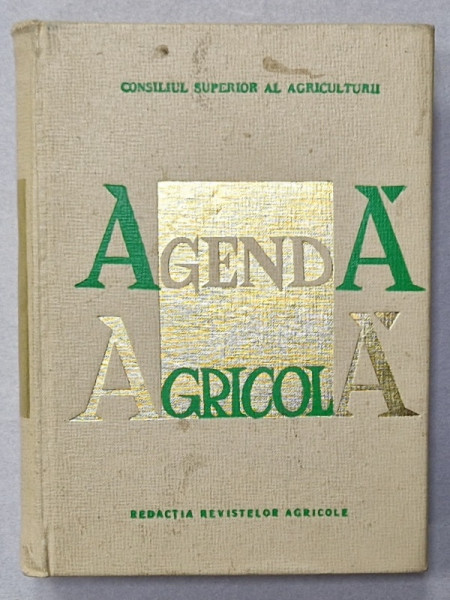 CONSILIUL SUPERIOR AL AGRICULTURII
AGENDĂ
AGRICOLĂ
REDACȚIA REVISTELOR AGRICOLE